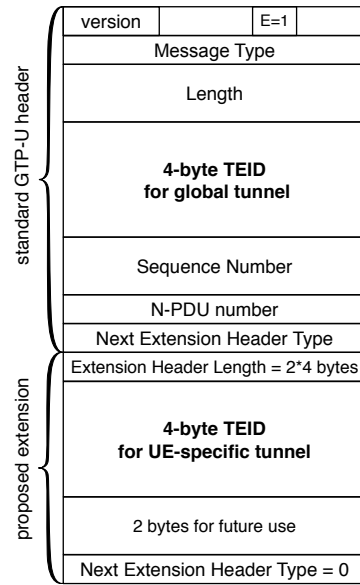 version E=1
Message Type
Length
4-byte TEID
for global tunnel
Sequence Number
N-PDU number
Next Extension Header Type
standard GTP-U header
Extension Header Length = 2*4 bytes
4-byte TEID
for UE-specific tunnel
2 bytes for future use
Next Extension Header Type = 0
proposed extension